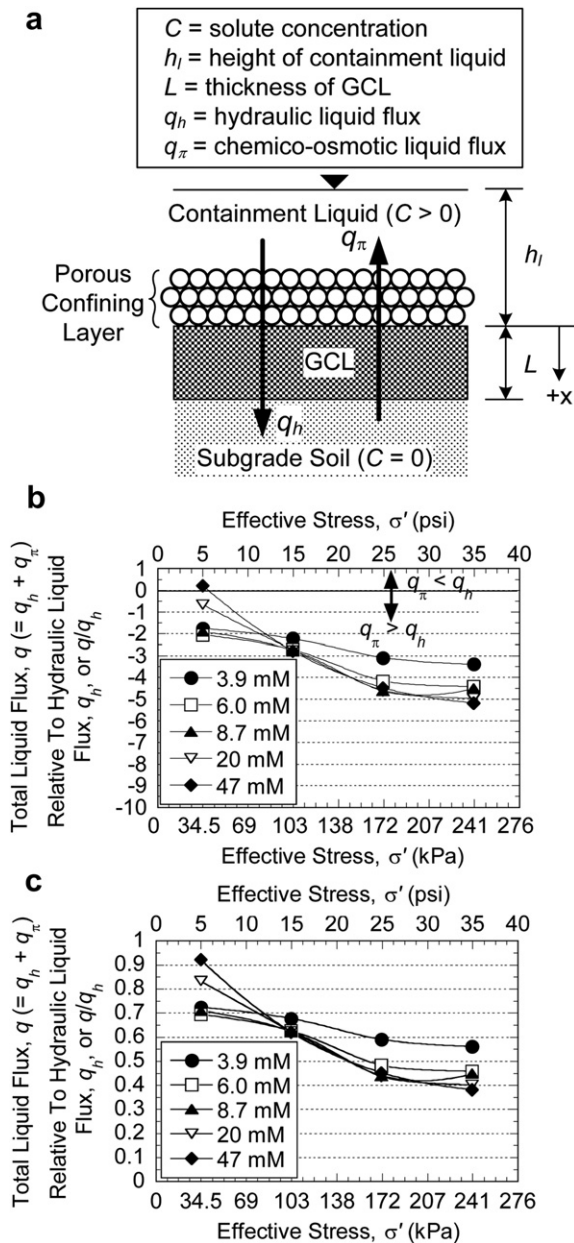 a
C = solute concentration
hl = height of containment liquid
L = thickness of GCL
qh = hydraulic liquid flux
qπ = chemico-osmotic liquid flux
Containment Liquid (C > 0)
qπ
Porous
Confining
Layer
hl
GCL
L
+x
qh
Subgrade Soil (C = 0)
b
Effective Stress, σ′ (psi)
0 5 10 15 20 25 30 35 40
Total Liquid Flux, q (= qh + qπ)
Relative To Hydraulic Liquid
Flux, qh, or q/qh
1
0
-1
-2
-3
-4
-5
-6
-7
-8
-9
-10
qπ < qh
qπ > qh
3.9 mM
6.0 mM
8.7 mM
20 mM
47 mM
0 34.5 69 103 138 172 207 241 276
Effective Stress, σ′ (kPa)
c
Effective Stress, σ′ (psi)
0 5 10 15 20 25 30 35 40
Total Liquid Flux, q (= qh + qπ)
Relative To Hydraulic Liquid
Flux, qh, or q/qh
1
0.9
0.8
0.7
0.6
0.5
0.4
0.3
0.2
0.1
0
3.9 mM
6.0 mM
8.7 mM
20 mM
47 mM
0 34.5 69 103 138 172 207 241 276
Effective Stress, σ′ (kPa)